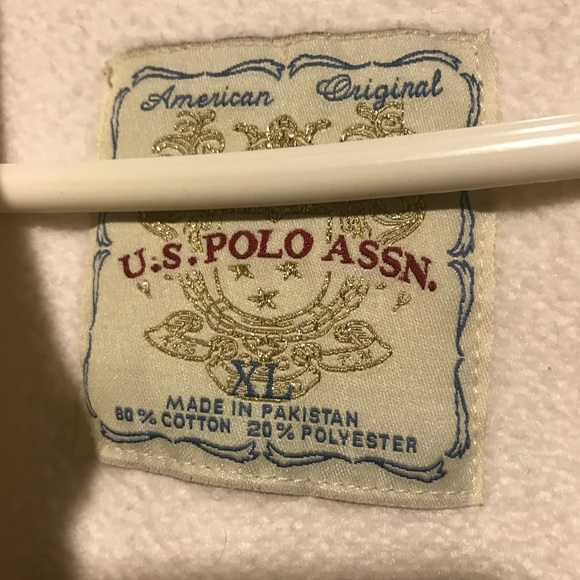 American Original
U.S. POLO ASSN.
XL
MADE IN PAKISTAN
80% COTTON 20% POLYESTER